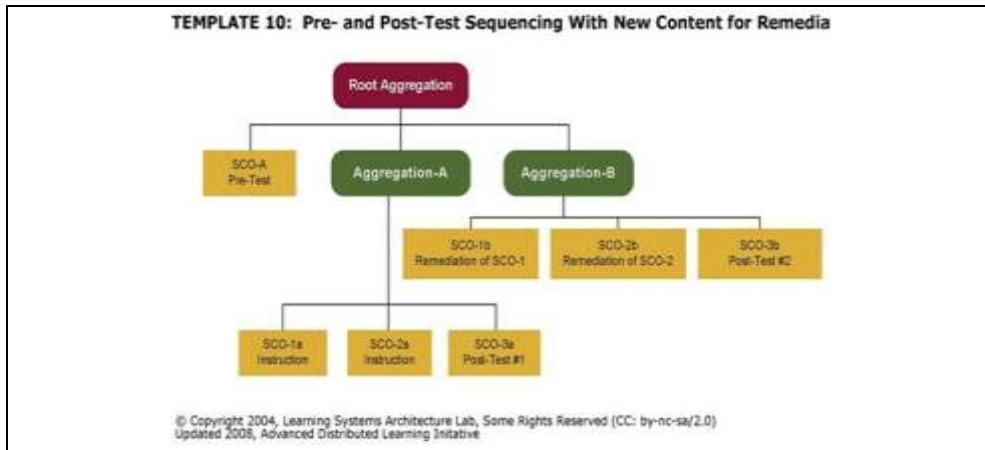 TEMPLATE 10: Pre- and Post-Test Sequencing With New Content for Remedia
Root Aggregation
SCO-A
Pre-Test
Aggregation-A
Aggregation-B
SCO-1b
Remediation of SCO-1
SCO-2b
Remediation of SCO-2
SCO-3b
Post-Test #2
SCO-1a
Instruction
SCO-2a
Instruction
SCO-3a
Post-Test #1
© Copyright 2004, Learning Systems Architecture Lab, Some Rights Reserved (CC: by-nc-sa/2.0)
Updated 2008, Advanced Distributed Learning Initative